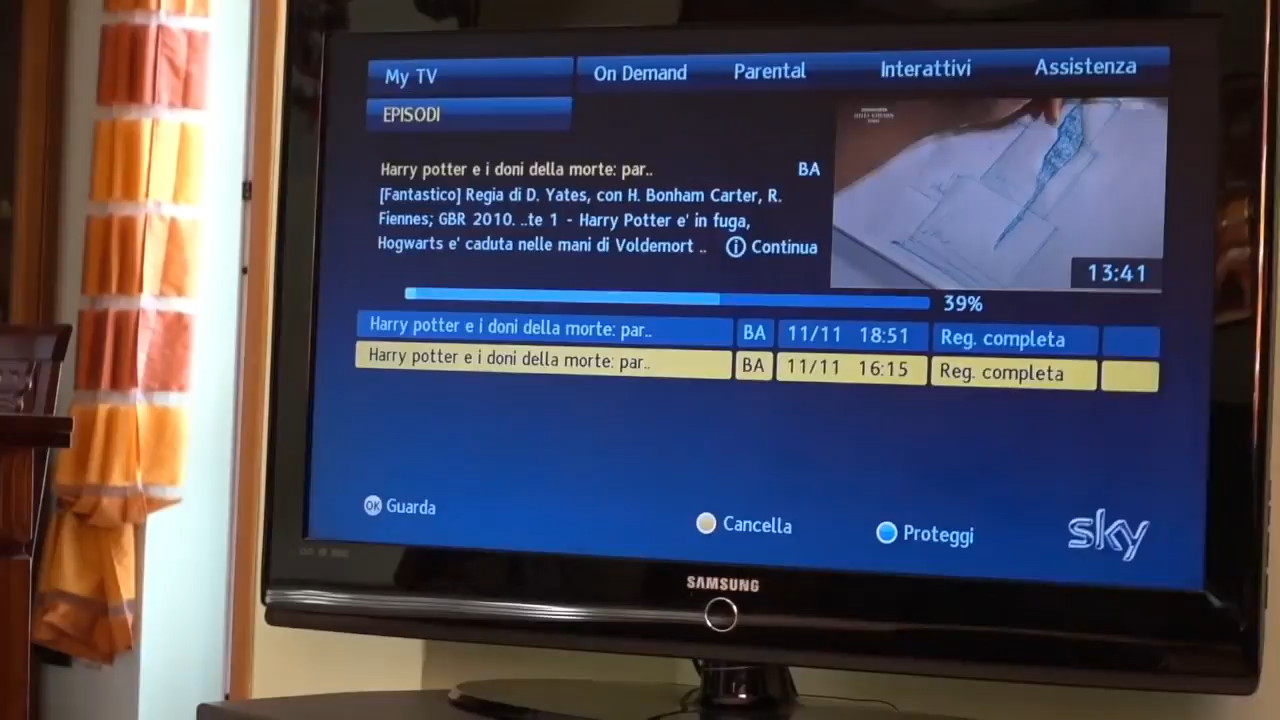 My TV
On Demand
Parental
Interattivi
Assistenza
EPISODI
Harry potter e i doni della morte: par.. BA
[Fantastico] Regia di D. Yates, con H. Bonham Carter, R.
Fiennes; GBR 2010. ..te 1 - Harry Potter e' in fuga,
Hogwarts e' caduta nelle mani di Voldemort .. i Continua
13:41
39%
Harry potter e i doni della morte: par.. BA 11/11 18:51 Reg. completa
Harry potter e i doni della morte: par.. BA 11/11 16:15 Reg. completa
OK Guarda
Cancella
Proteggi
sky
SAMSUNG